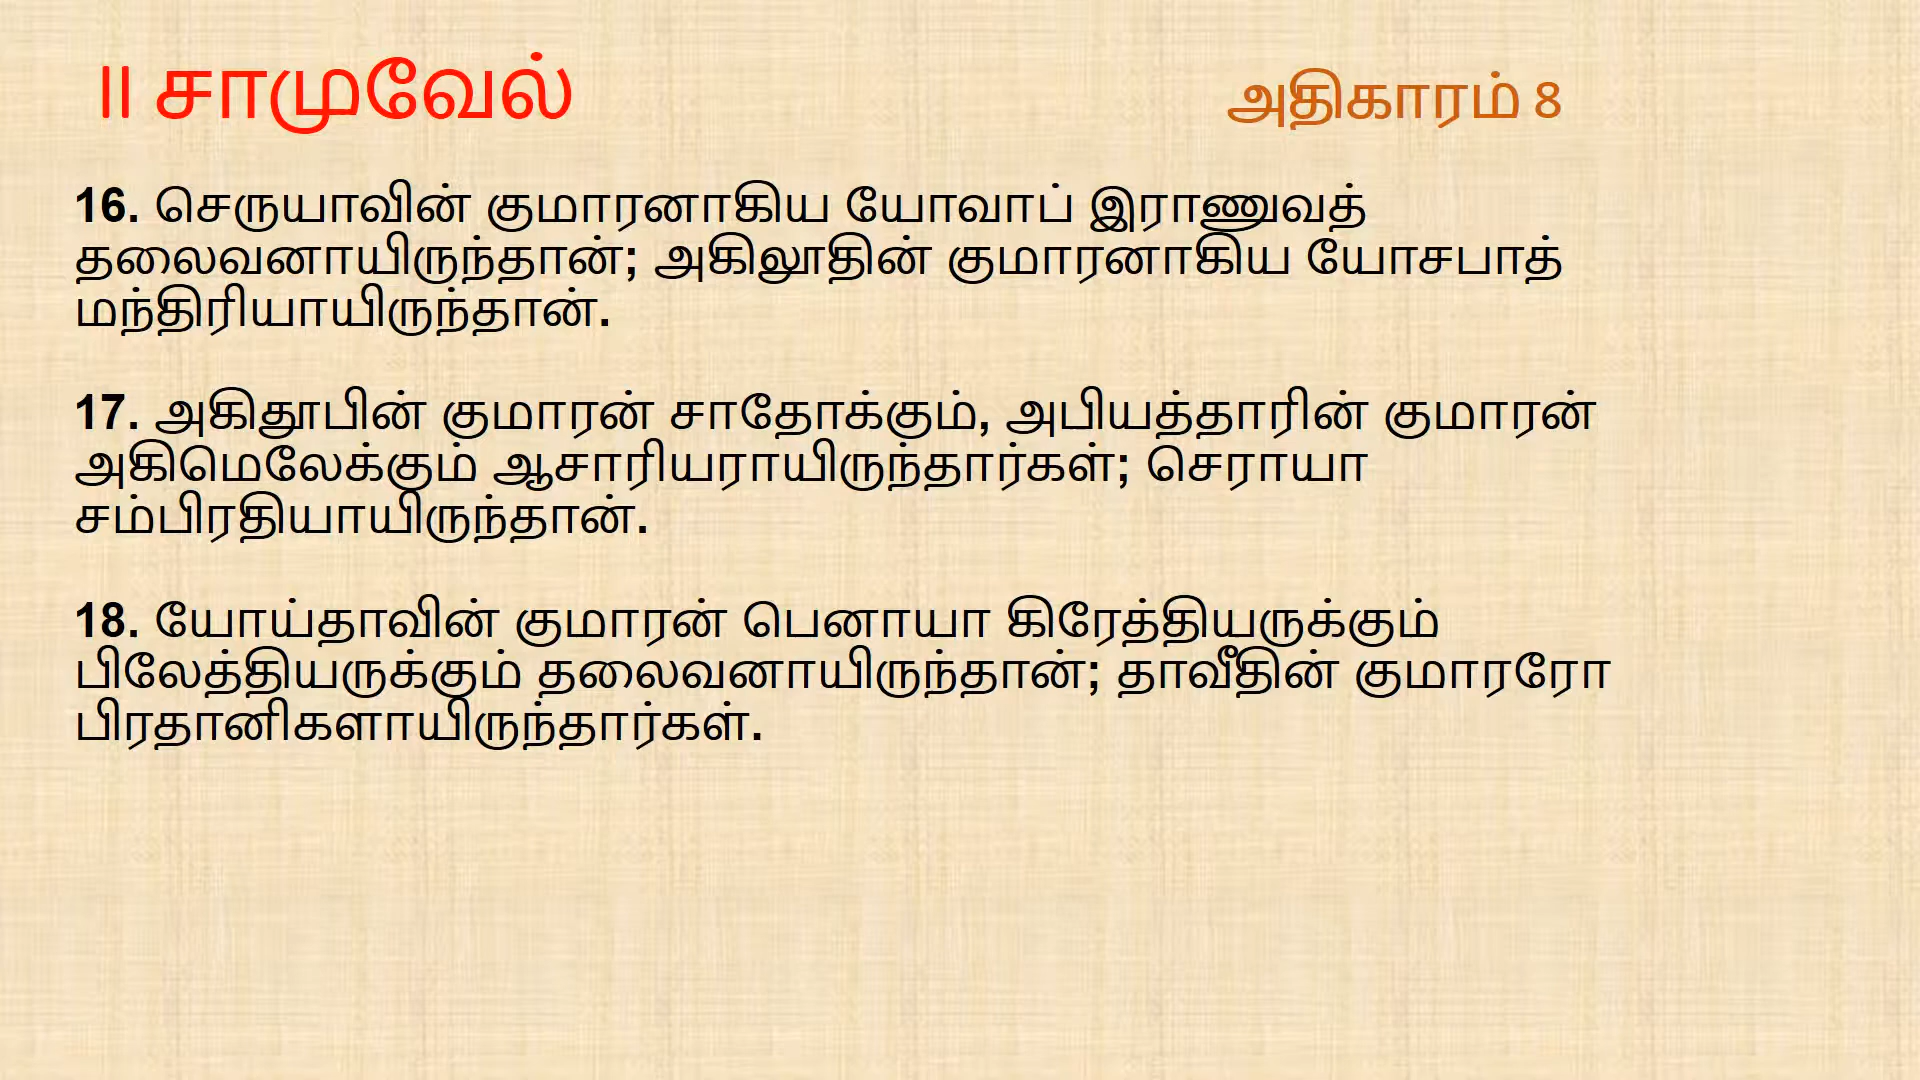 II சாமுவேல்
அதிகாரம் 8
16. செருயாவின் குமாரனாகிய யோவாப் இராணுவத்
தலைவனாயிருந்தான்; அகிலூதின் குமாரனாகிய யோசபாத்
மந்திரியாயிருந்தான்.
17. அகிதூபின் குமாரன் சாதோக்கும், அபியத்தாரின் குமாரன்
அகிமெலேக்கும் ஆசாரியராயிருந்தார்கள்; செராயா
சம்பிரதியாயிருந்தான்.
18. யோய்தாவின் குமாரன் பெனாயா கிரேத்தியருக்கும்
பிலேத்தியருக்கும் தலைவனாயிருந்தான்; தாவீதின் குமாரரோ
பிரதானிகளாயிருந்தார்கள்.